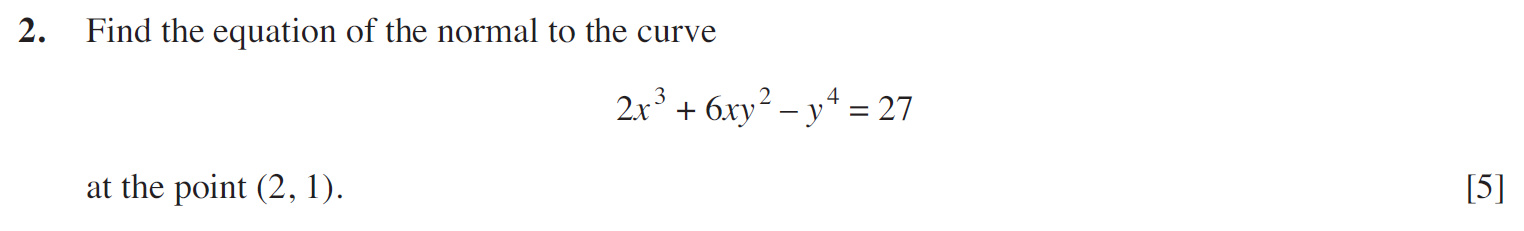 2. Find the equation of the normal to the curve
2x³ + 6xy² – y⁴ = 27
at the point (2, 1). [5]